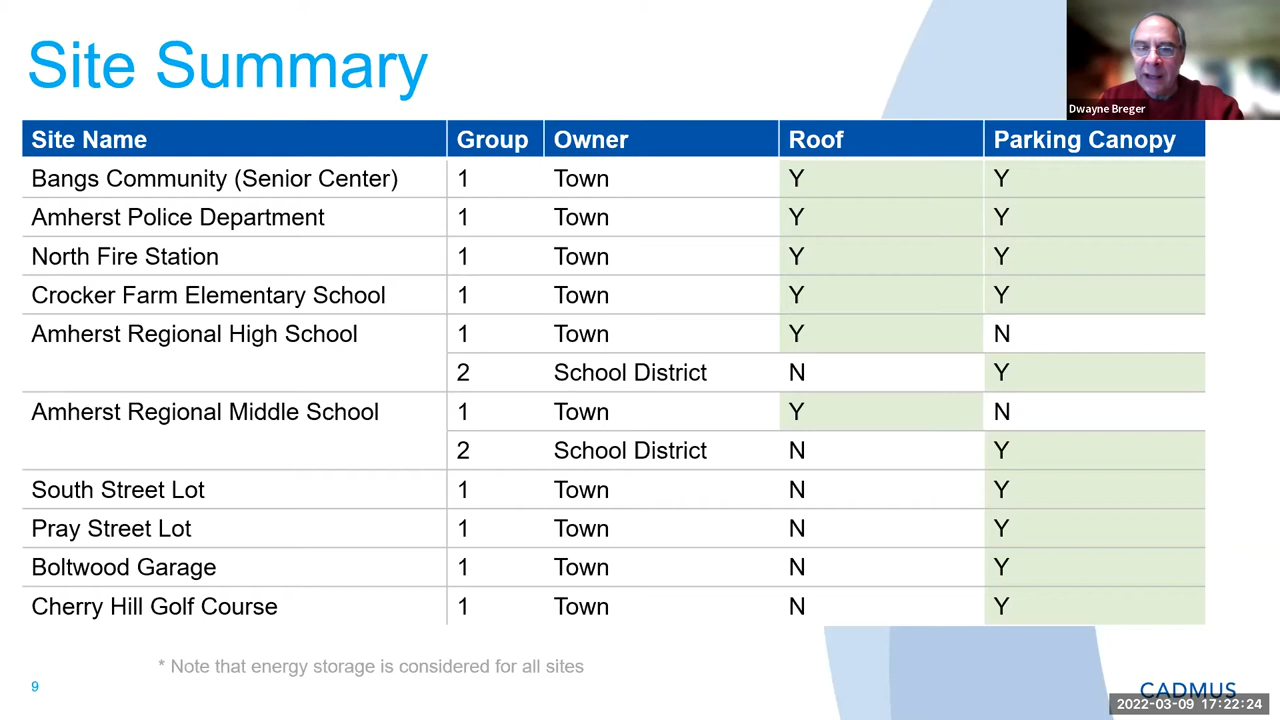 Site Summary
Dwayne Breger
Site Name Group Owner Roof Parking Canopy
Bangs Community (Senior Center) 1 Town Y Y
Amherst Police Department 1 Town Y Y
North Fire Station 1 Town Y Y
Crocker Farm Elementary School 1 Town Y Y
Amherst Regional High School 1 Town Y N
2 School District N Y
Amherst Regional Middle School 1 Town Y N
2 School District N Y
South Street Lot 1 Town N Y
Pray Street Lot 1 Town N Y
Boltwood Garage 1 Town N Y
Cherry Hill Golf Course 1 Town N Y
* Note that energy storage is considered for all sites
9
CADMUS
2022-03-09 17:22:24